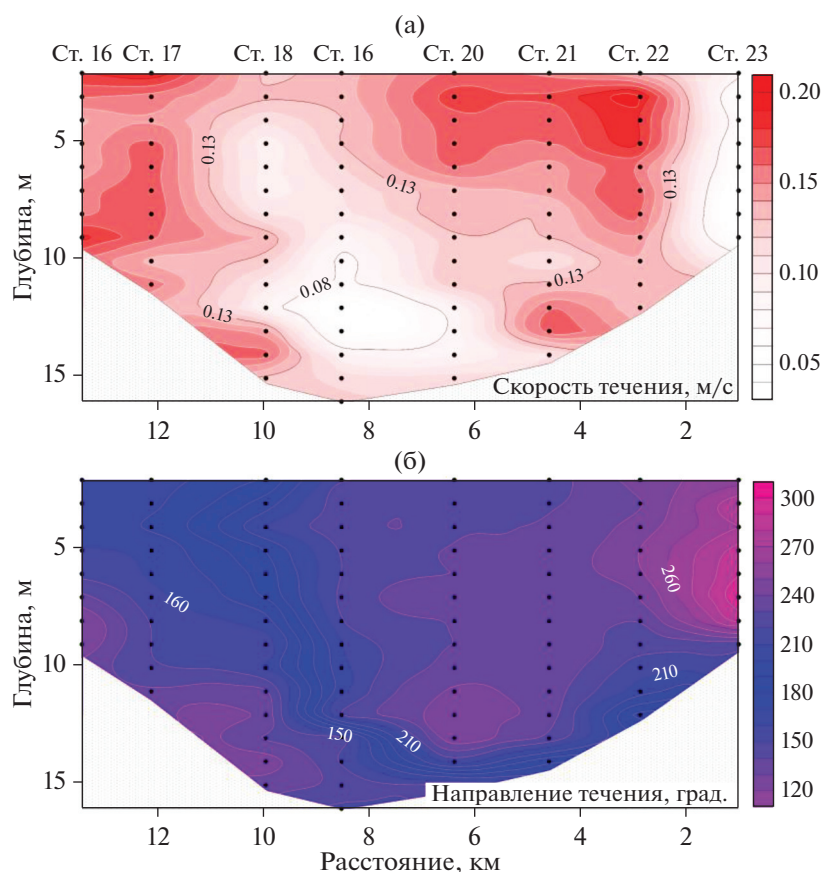 (а)
Ст. 16 Ст. 17 Ст. 18 Ст. 16 Ст. 20 Ст. 21 Ст. 22 Ст. 23
Глубина, м
5
10
15
0.13
0.13
0.13
0.13
0.08
0.13
0.20
0.15
0.10
0.05
Скорость течения, м/с
12 10 8 6 4 2
(б)
Глубина, м
5
10
15
160
260
210
150
210
300
270
240
210
180
150
110
Направление течения, град.
12 10 8 6 4 2
Расстояние, км